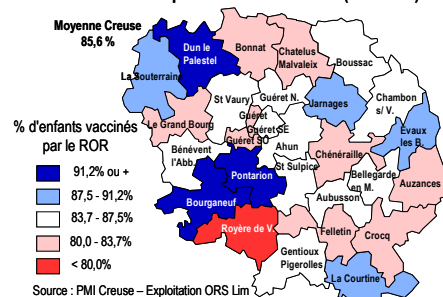 Moyenne Creuse
85,6 %
Dun le
Palestel
Bonnat
Chatelus
Malvaleix
Boussac
La Souterraine
St Vaury
Guéret N.
Jarnages
Chambon
s/ V.
Le Grand Bourg
Guéret
Guéret SE
Guéret SO
Evaux
les B.
% d'enfants vaccinés
par le ROR
Bénévent
l'Abb.
Ahun
St Sulpice
Chénéraille
91,2% ou +
87,5 - 91,2%
83,7 - 87,5%
80,0 - 83,7%
< 80,0%
Pontarion
Bellegarde
en M.
Auzances
Bourganeuf
Aubusson
Royère de V.
Felletin
Crocq
Gentioux
Pigerolles
La Courtine
Source : PMI Creuse – Exploitation ORS Lim